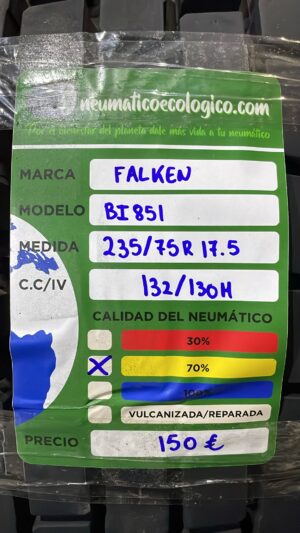 neumaticoecologico.com
Por el bienestar del planeta dale más vida a tu neumático
MARCA FALKEN
MODELO BI851
MEDIDA 235/75R 17.5
C.C/IV 132/130M
CALIDAD DEL NEUMÁTICO
30%
X 70%
100%
VULCANIZADA/REPARADA
PRECIO 150 €